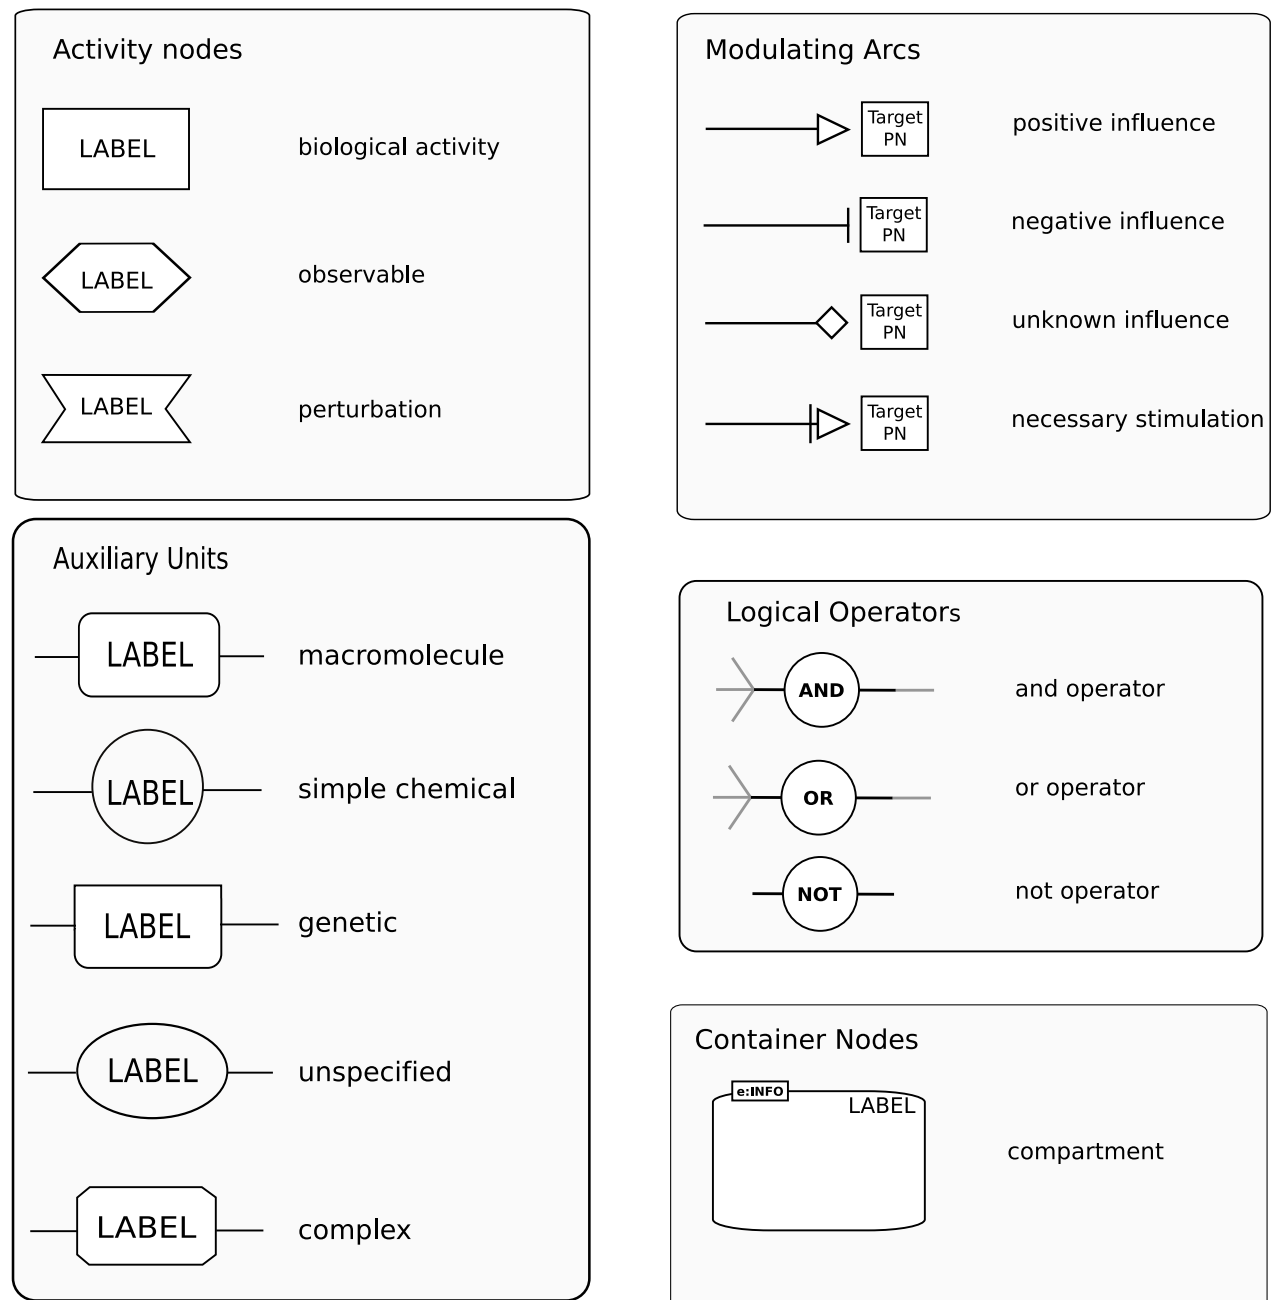 Activity nodes
LABEL
biological activity
LABEL
observable
LABEL
perturbation
Modulating Arcs
Target
PN
positive influence
Target
PN
negative influence
Target
PN
unknown influence
Target
PN
necessary stimulation
Auxiliary Units
LABEL
macromolecule
LABEL
simple chemical
LABEL
genetic
LABEL
unspecified
LABEL
complex
Logical Operators
AND
and operator
OR
or operator
NOT
not operator
Container Nodes
e:INFO
LABEL
compartment